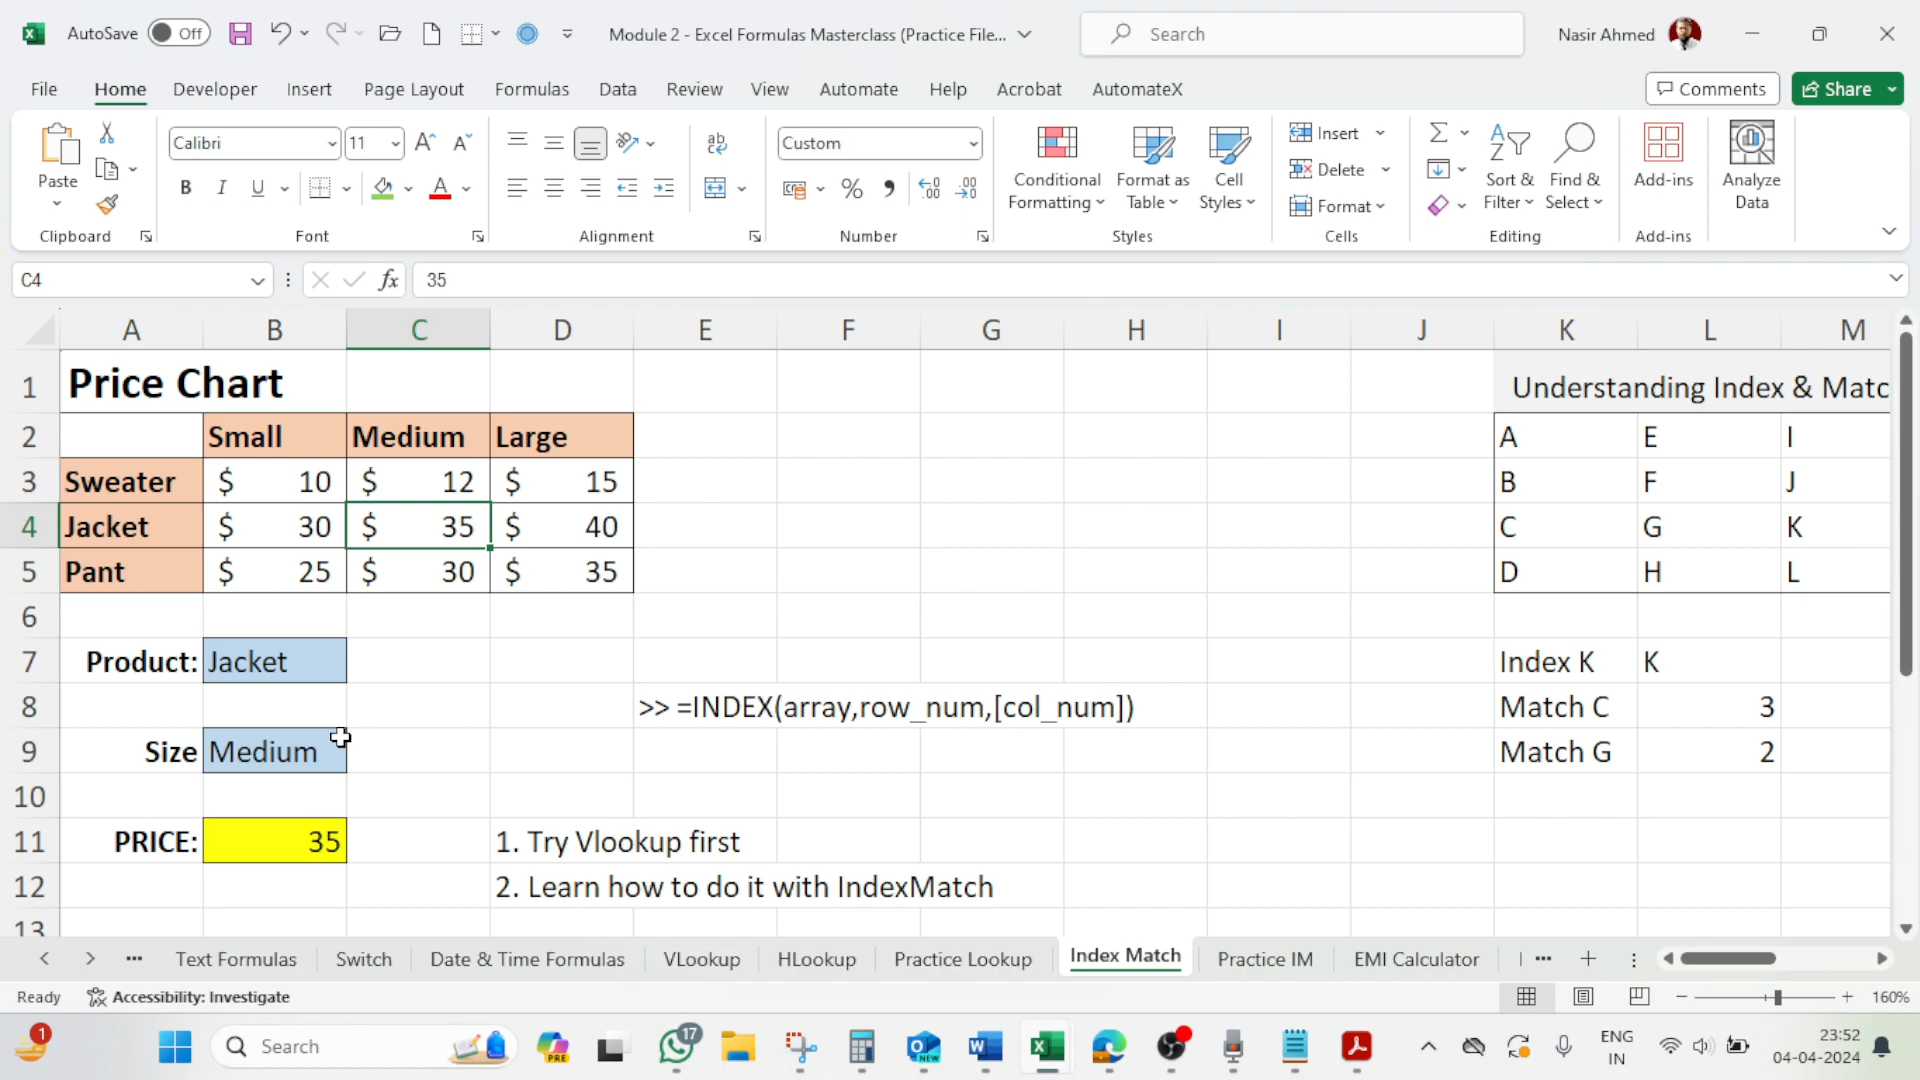 AutoSave Off Module 2 - Excel Formulas Masterclass (Practice File... Search Nasir Ahmed
File Home Developer Insert Page Layout Formulas Data Review View Automate Help Acrobat AutomateX Comments Share
Paste Calibri 11 Custom Conditional Formatting Format as Table Cell Styles Insert Delete Format Sort & Filter Find & Select Add-ins Analyze Data
Clipboard Font Alignment Number Styles Cells Editing Add-ins
C4 fx 35
A B C D E F G H I J K L M
1 Price Chart Understanding Index & Matc
2 Small Medium Large A E I
3 Sweater $ 10 $ 12 $ 15 B F J
4 Jacket $ 30 $ 35 $ 40 C G K
5 Pant $ 25 $ 30 $ 35 D H L
6
7 Product: Jacket Index K K
8 >> =INDEX(array,row_num,[col_num]) Match C 3
9 Size Medium Match G 2
10
11 PRICE: 35 1. Try Vlookup first
12 2. Learn how to do it with IndexMatch
13
Text Formulas Switch Date & Time Formulas VLookup HLookup Practice Lookup Index Match Practice IM EMI Calculator
Ready Accessibility: Investigate 160%
1 Search PRE 17 NEW ENG IN 23:52 04-04-2024